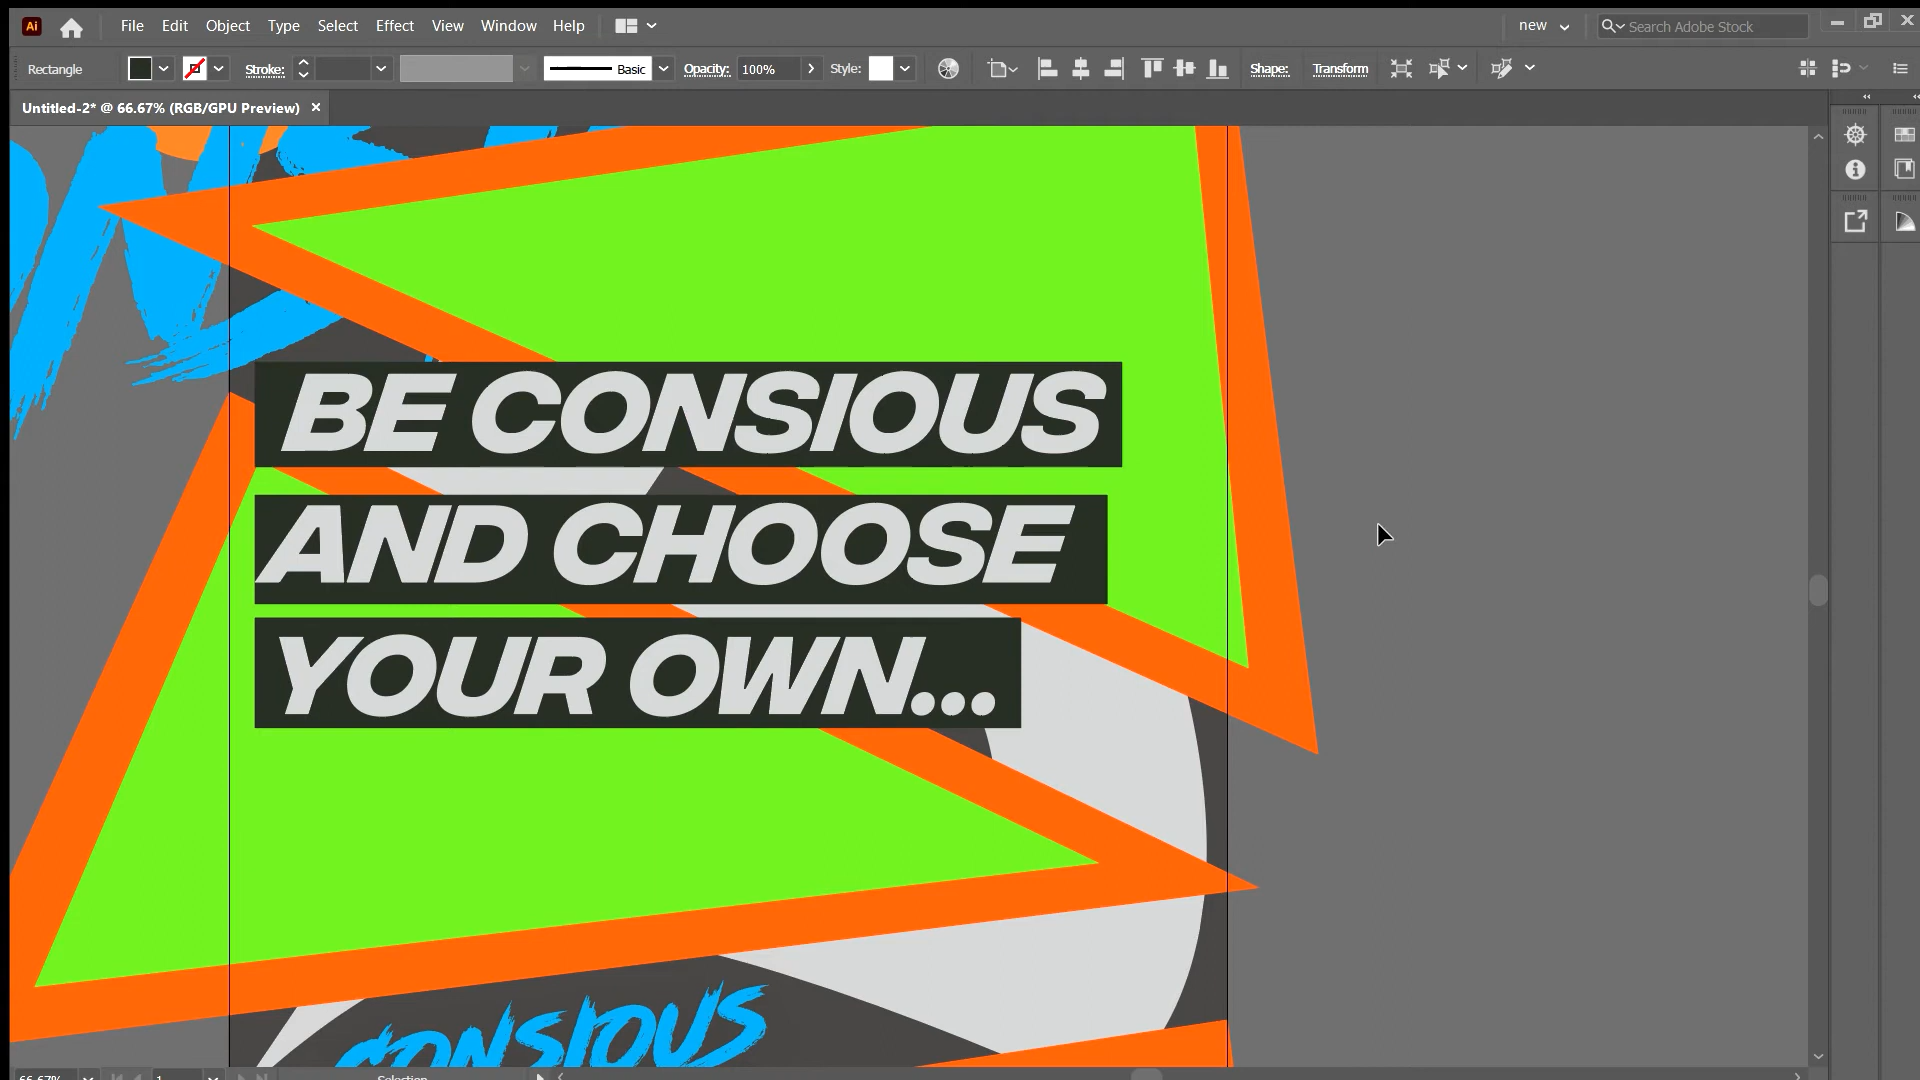 Ai File Edit Object Type Select Effect View Window Help new Search Adobe Stock
Rectangle Stroke: Basic Opacity: 100% Style: Shape: Transform
Untitled-2* @ 66.67% (RGB/GPU Preview) ×
BE CONSIOUS
AND CHOOSE
YOUR OWN...
CONSIOUS
66.67% 1 Selection